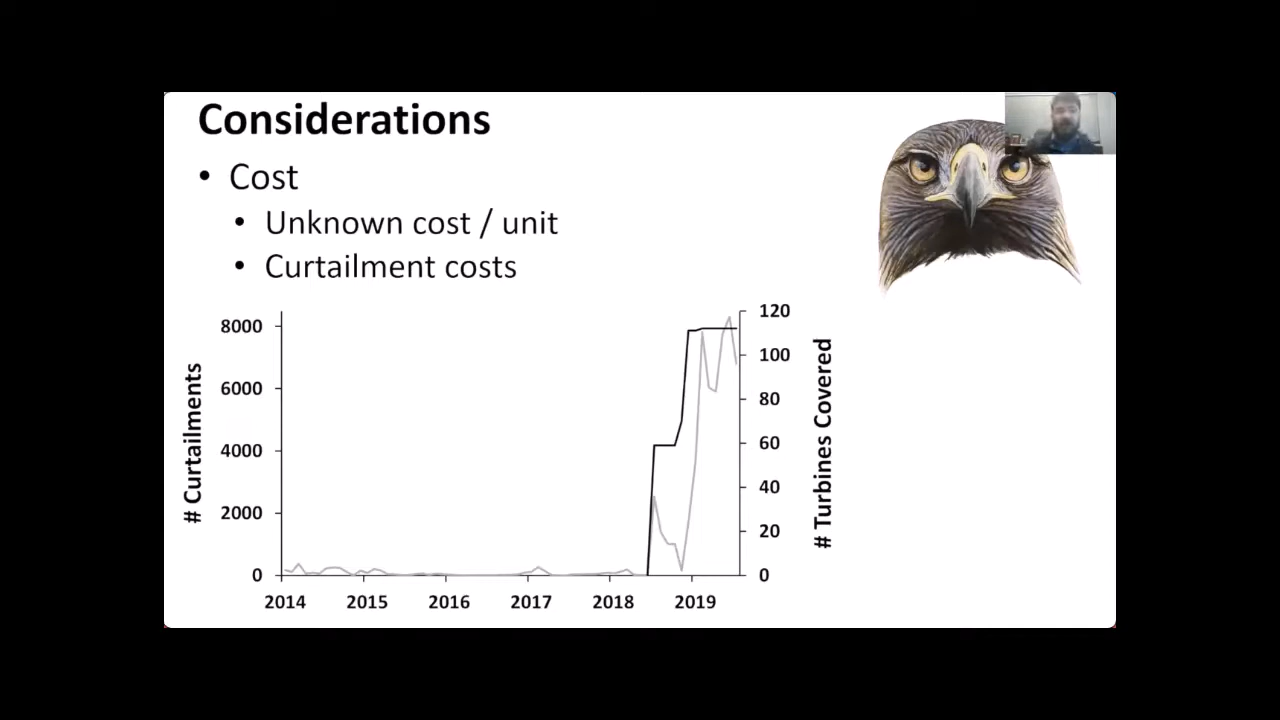 Considerations
• Cost
• Unknown cost / unit
• Curtailment costs
# Curtailments
8000
6000
4000
2000
0
120
100
80
60
40
20
0
# Turbines Covered
2014 2015 2016 2017 2018 2019